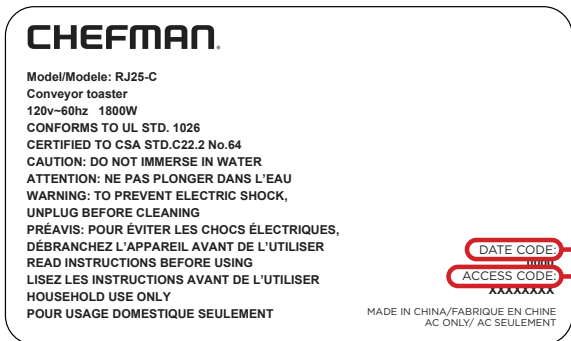 CHEFMAN.
Model/Modele: RJ25-C
Conveyor toaster
120v~60hz 1800W
CONFORMS TO UL STD. 1026
CERTIFIED TO CSA STD.C22.2 No.64
CAUTION: DO NOT IMMERSE IN WATER
ATTENTION: NE PAS PLONGER DANS L'EAU
WARNING: TO PREVENT ELECTRIC SHOCK,
UNPLUG BEFORE CLEANING
PRÉAVIS: POUR ÉVITER LES CHOCS ÉLECTRIQUES,
DÉBRANCHEZ L'APPAREIL AVANT DE L'UTILISER
READ INSTRUCTIONS BEFORE USING
LISEZ LES INSTRUCTIONS AVANT DE L'UTILISER
HOUSEHOLD USE ONLY
POUR USAGE DOMESTIQUE SEULEMENT
DATE CODE:
ACCESS CODE:
XXXXXXXX
MADE IN CHINA/FABRIQUE EN CHINE
AC ONLY/ AC SEULEMENT